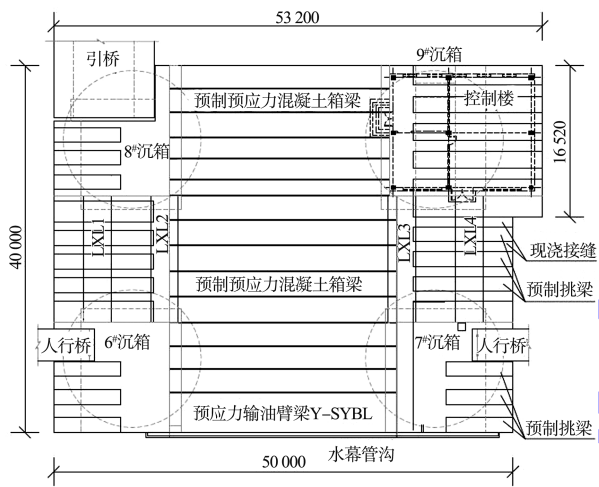 53 200
引桥
9#沉箱
预制预应力混凝土箱梁
控制楼
8#沉箱
16 520
40 000
LXL1
LXL2
LXL3
LXL4
现浇接缝
预制预应力混凝土箱梁
预制挑梁
人行桥
6#沉箱
7#沉箱
人行桥
预应力输油臂梁Y-SYBL
预制挑梁
水幕管沟
50 000